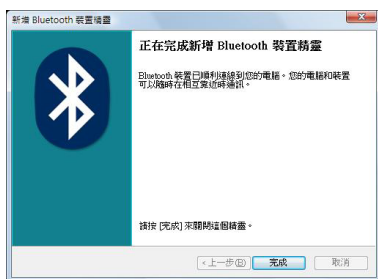 新增 Bluetooth 裝置精靈
正在完成新增 Bluetooth 裝置精靈
Bluetooth 裝置已順利連線到您的電腦。您的電腦和裝置
可以隨時在相互靠近時通訊。
請按 [完成] 來關閉這個精靈。
<上一步(B) 完成 取消